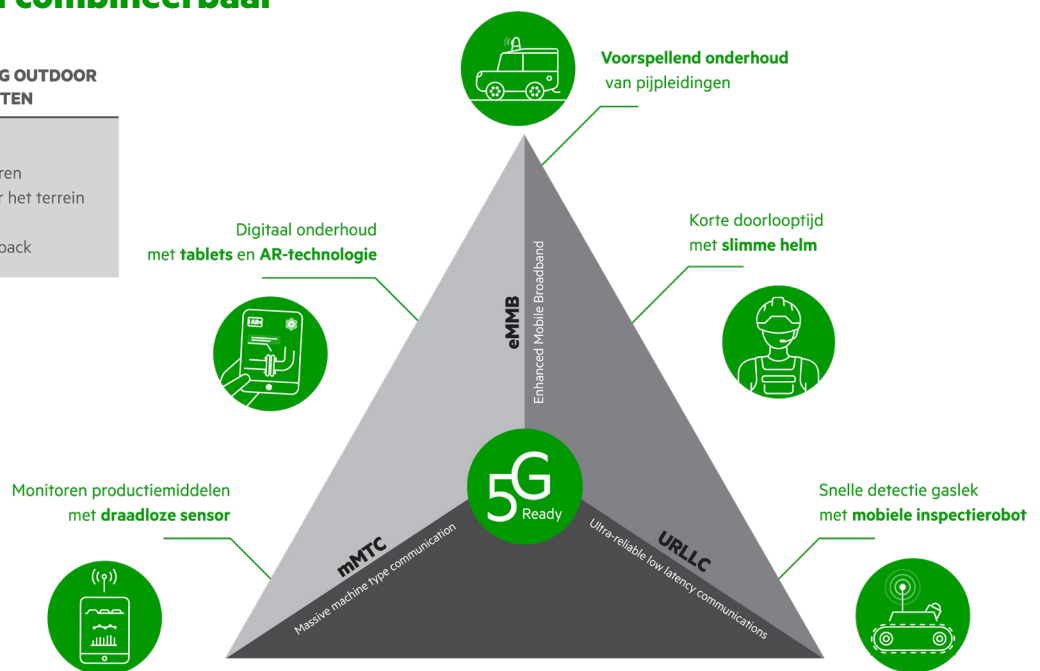 combineerbaar
G OUTDOOR
TEN
het terrein
Voorspellend onderhoud
van pijpleidingen
Digitaal onderhoud
met tablets en AR-technologie
Korte doorlooptijd
met slimme helm
eMMB
Enhanced Mobile Broadband
AR
5G
Ready
Monitoren productiemiddelen
met draadloze sensor
mMTC
Massive machine type communication
URLLC
Ultra-reliable low latency communications
Snelle detectie gaslek
met mobiele inspectierobot